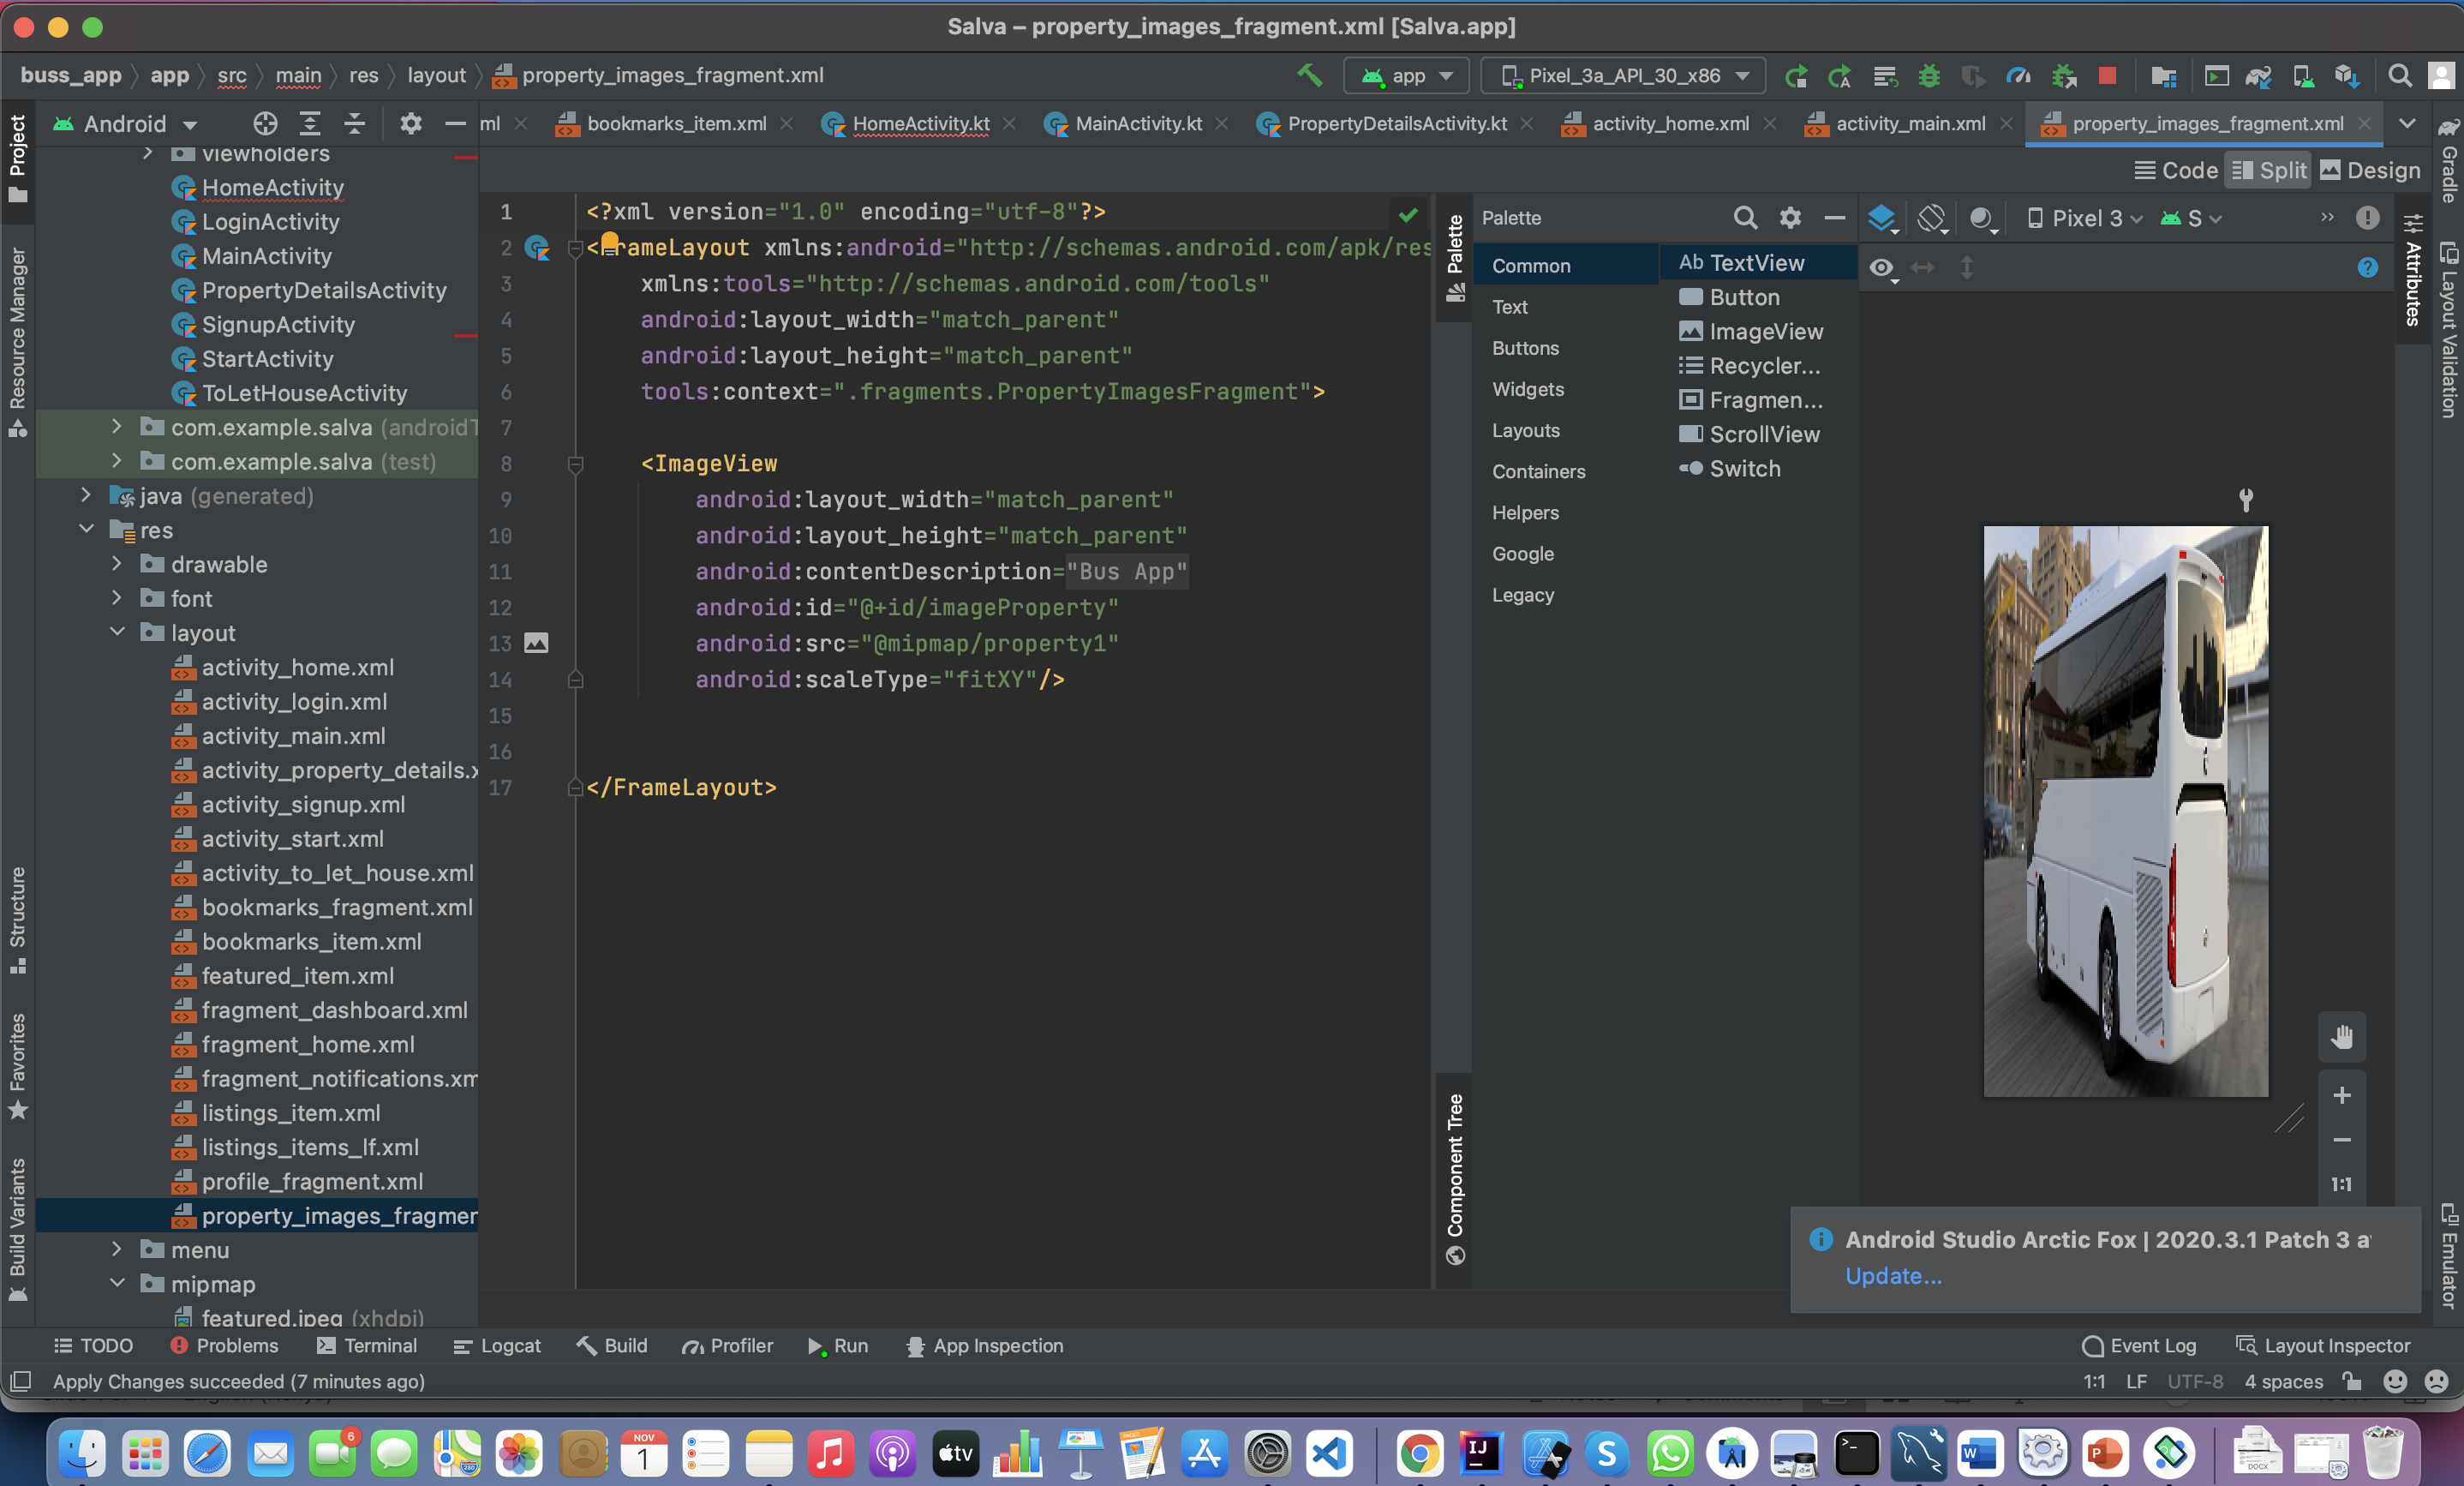 Salva – property_images_fragment.xml [Salva.app]
buss_app app src main res layout property_images_fragment.xml
app
Pixel_3a_API_30_x86
Android
ml
bookmarks_item.xml
HomeActivity.kt
MainActivity.kt
PropertyDetailsActivity.kt
activity_home.xml
activity_main.xml
property_images_fragment.xml
Code
Split
Design
Project
Resource Manager
Structure
Favorites
Build Variants
viewholders
HomeActivity
LoginActivity
MainActivity
PropertyDetailsActivity
SignupActivity
StartActivity
ToLetHouseActivity
com.example.salva (androidT
com.example.salva (test)
java (generated)
res
drawable
font
layout
activity_home.xml
activity_login.xml
activity_main.xml
activity_property_details.x
activity_signup.xml
activity_start.xml
activity_to_let_house.xml
bookmarks_fragment.xml
bookmarks_item.xml
featured_item.xml
fragment_dashboard.xml
fragment_home.xml
fragment_notifications.xm
listings_item.xml
listings_items_lf.xml
profile_fragment.xml
property_images_fragmen
menu
mipmap
featured.jpeg (xhdpi)
1 <?xml version="1.0" encoding="utf-8"?>
2 <FrameLayout xmlns:android="http://schemas.android.com/apk/res
3 xmlns:tools="http://schemas.android.com/tools"
4 android:layout_width="match_parent"
5 android:layout_height="match_parent"
6 tools:context=".fragments.PropertyImagesFragment">
7
8 <ImageView
9 android:layout_width="match_parent"
10 android:layout_height="match_parent"
11 android:contentDescription="Bus App"
12 android:id="@+id/imageProperty"
13 android:src="@mipmap/property1"
14 android:scaleType="fitXY"/>
15
16
17 </FrameLayout>
Palette
Component Tree
Palette
Common
Text
Buttons
Widgets
Layouts
Containers
Helpers
Google
Legacy
Ab TextView
Button
ImageView
Recycler...
Fragmen...
ScrollView
Switch
Pixel 3
S
1:1
Attributes
Gradle
Layout Validation
Emulator
Android Studio Arctic Fox | 2020.3.1 Patch 3 a
Update...
TODO
Problems
Terminal
Logcat
Build
Profiler
Run
App Inspection
Event Log
Layout Inspector
Apply Changes succeeded (7 minutes ago)
1:1 LF UTF-8 4 spaces
6
NOV
1
280
tv
IJ
S
W
P
DOCX